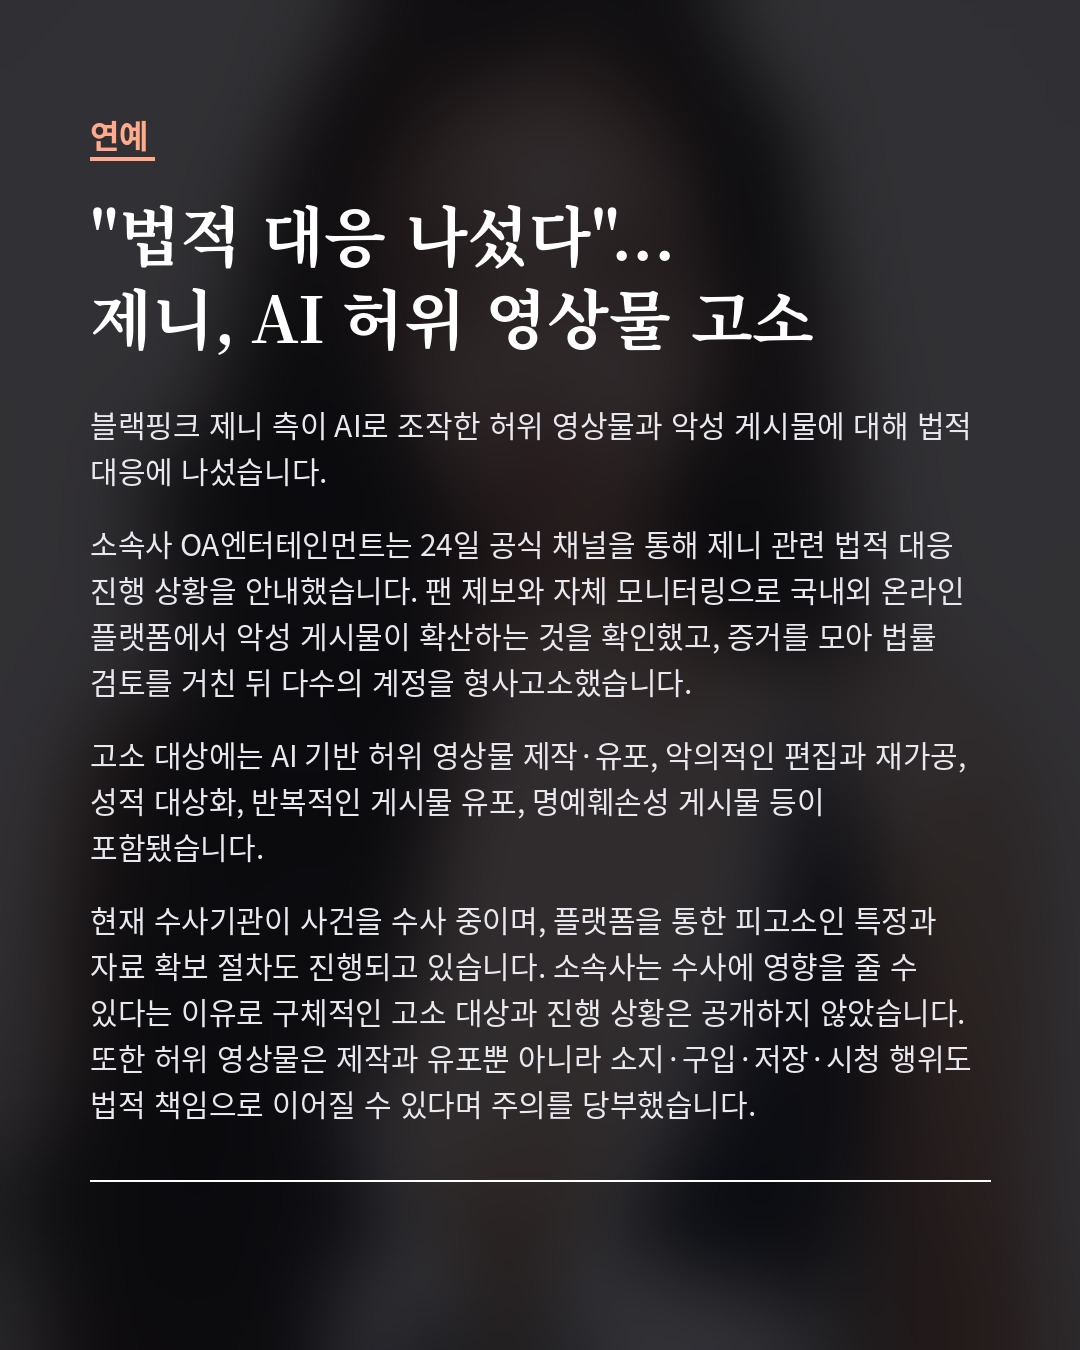 연예
"법적 대응 나섰다"...
제니, AI 허위 영상물 고소
블랙핑크 제니 측이 AI로 조작한 허위 영상물과 악성 게시물에 대해 법적
대응에 나섰습니다.
소속사 OA엔터테인먼트는 24일 공식 채널을 통해 제니 관련 법적 대응
진행 상황을 안내했습니다. 팬 제보와 자체 모니터링으로 국내외 온라인
플랫폼에서 악성 게시물이 확산하는 것을 확인했고, 증거를 모아 법률
검토를 거친 뒤 다수의 계정을 형사고소했습니다.
고소 대상에는 AI 기반 허위 영상물 제작·유포, 악의적인 편집과 재가공,
성적 대상화, 반복적인 게시물 유포, 명예훼손성 게시물 등이
포함됐습니다.
현재 수사기관이 사건을 수사 중이며, 플랫폼을 통한 피고소인 특정과
자료 확보 절차도 진행되고 있습니다. 소속사는 수사에 영향을 줄 수
있다는 이유로 구체적인 고소 대상과 진행 상황은 공개하지 않았습니다.
또한 허위 영상물은 제작과 유포뿐 아니라 소지·구입·저장·시청 행위도
법적 책임으로 이어질 수 있다며 주의를 당부했습니다.